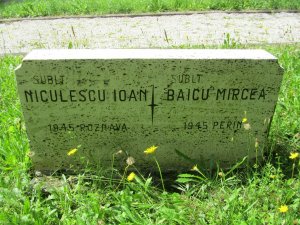 SUBLT. SUBLT.
NICULESCU IOAN BAICU MIRCEA
1945 ROZNAVA 1945 PERIN